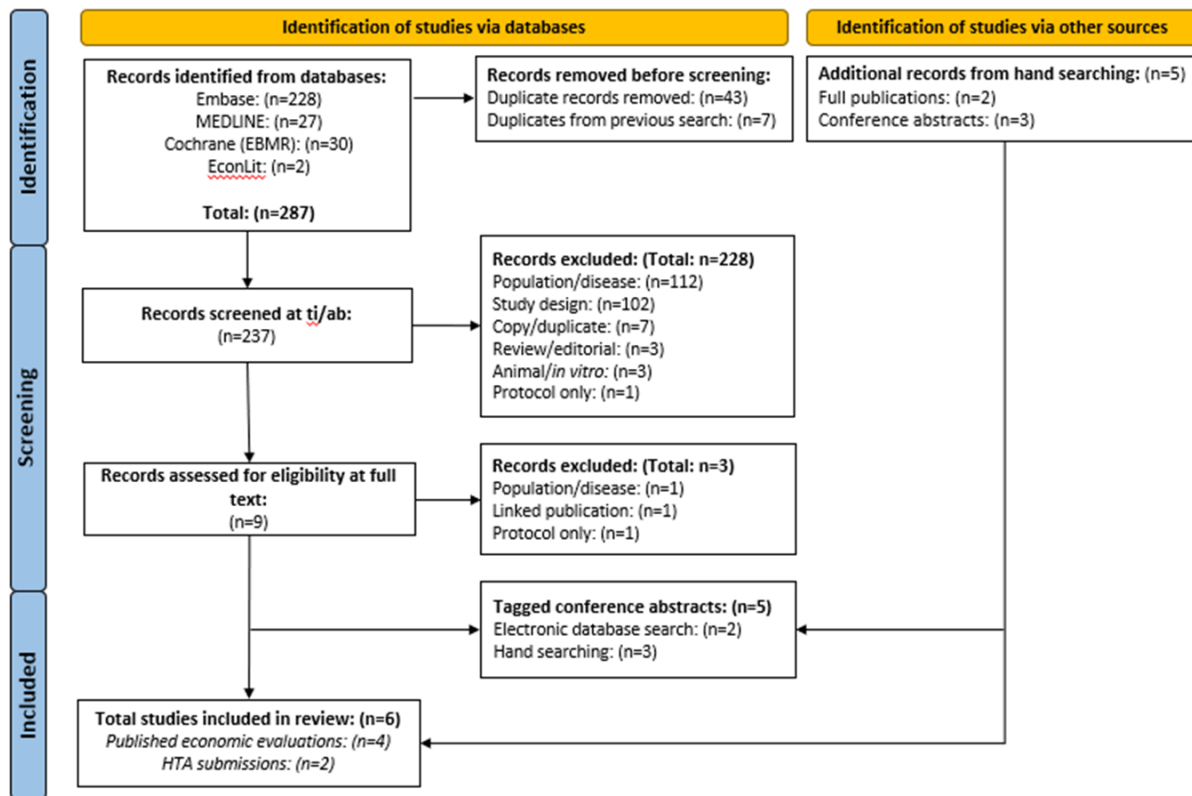 Identification of studies via databases
Identification of studies via other sources
Identification
Records identified from databases:
Embase: (n=228)
MEDLINE: (n=27)
Cochrane (EBMR): (n=30)
EconLit: (n=2)
Total: (n=287)
Records removed before screening:
Duplicate records removed: (n=43)
Duplicates from previous search: (n=7)
Additional records from hand searching: (n=5)
Full publications: (n=2)
Conference abstracts: (n=3)
Screening
Records screened at ti/ab:
(n=237)
Records excluded: (Total: n=228)
Population/disease: (n=112)
Study design: (n=102)
Copy/duplicate: (n=7)
Review/editorial: (n=3)
Animal/in vitro: (n=3)
Protocol only: (n=1)
Records assessed for eligibility at full
text:
(n=9)
Records excluded: (Total: n=3)
Population/disease: (n=1)
Linked publication: (n=1)
Protocol only: (n=1)
Included
Tagged conference abstracts: (n=5)
Electronic database search: (n=2)
Hand searching: (n=3)
Total studies included in review: (n=6)
Published economic evaluations: (n=4)
HTA submissions: (n=2)